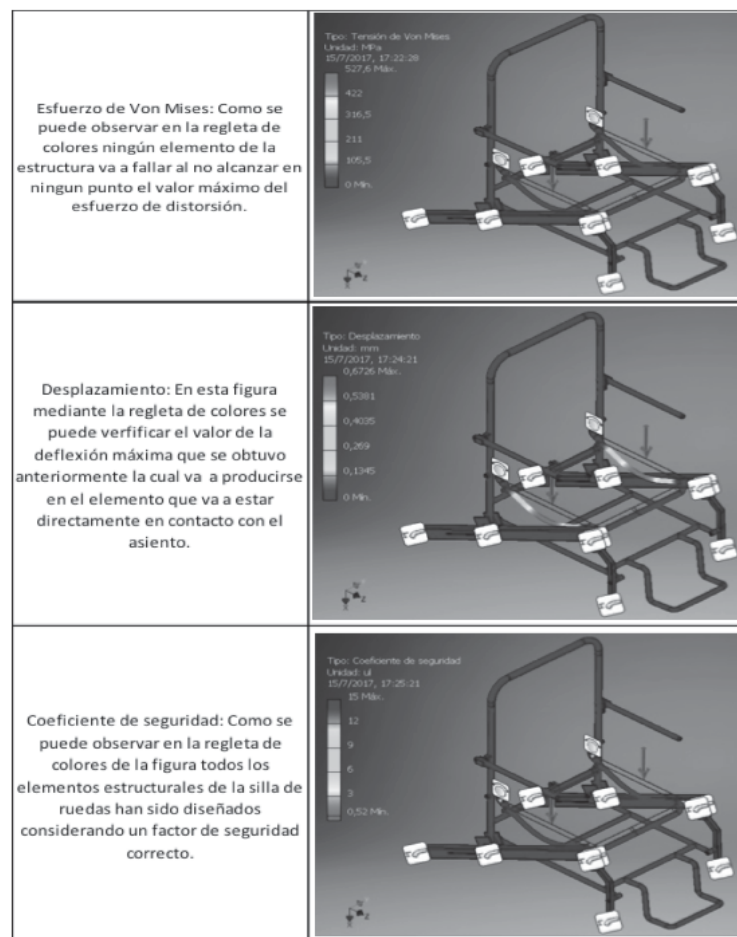 Esfuerzo de Von Mises: Como se
puede observar en la regleta de
colores ningún elemento de la
estructura va a fallar al no alcanzar en
ningun punto el valor máximo del
esfuerzo de distorsión.
Tipo: Tensión de Von Mises
Unidad: MPa
15/7/2017, 17:22:28
527,6 Máx.
422
316,5
211
105,5
0 Mín.
Desplazamiento: En esta figura
mediante la regleta de colores se
puede verfificar el valor de la
deflexión máxima que se obtuvo
anteriormente la cual va a producirse
en el elemento que va a estar
directamente en contacto con el
asiento.
Tipo: Desplazamiento
Unidad: mm
15/7/2017, 17:24:21
0,6726 Máx.
0,5381
0,4035
0,269
0,1345
0 Mín.
Coeficiente de seguridad: Como se
puede observar en la regleta de
colores de la figura todos los
elementos estructurales de la silla de
ruedas han sido diseñados
considerando un factor de seguridad
correcto.
Tipo: Coeficiente de seguridad
Unidad: ul
15/7/2017, 17:25:21
15 Máx.
12
9
6
3
0,52 Mín.